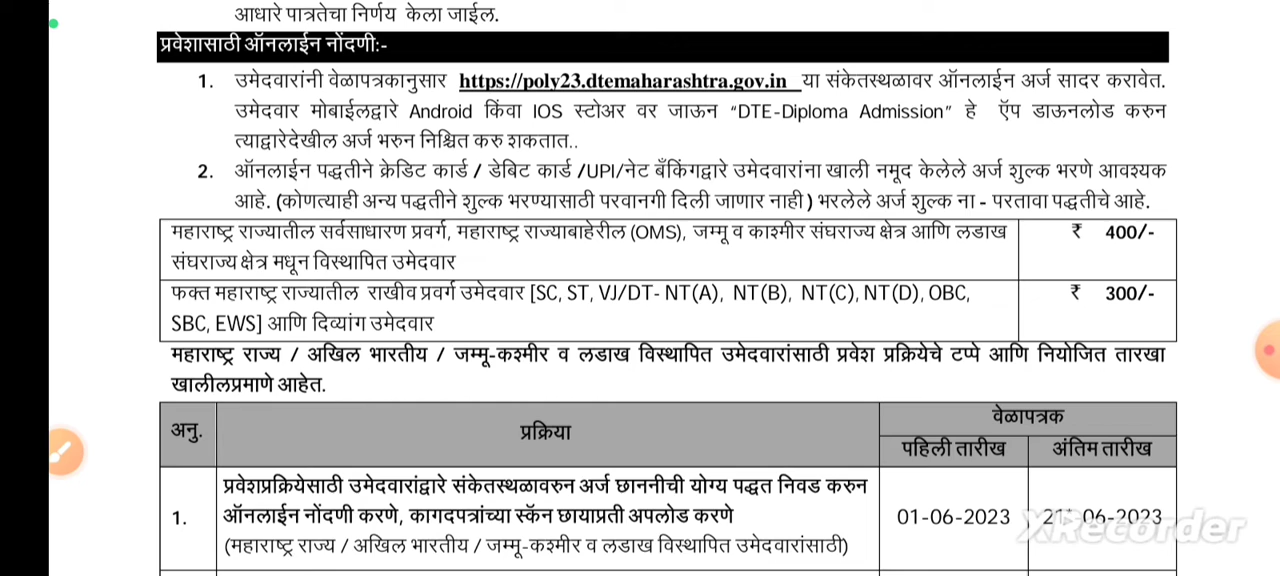 आधारे पात्रतेचा निर्णय केला जाईल.
प्रवेशासाठी ऑनलाईन नोंदणी:-
1. उमेदवारांनी वेळापत्रकानुसार https://poly23.dtemaharashtra.gov.in या संकेतस्थळावर ऑनलाईन अर्ज सादर करावेत.
उमेदवार मोबाईलद्वारे Android किंवा IOS स्टोअर वर जाऊन “DTE-Diploma Admission” हे ऍप डाऊनलोड करुन
त्याद्वारेदेखील अर्ज भरुन निश्चित करु शकतात..
2. ऑनलाईन पद्धतीने क्रेडिट कार्ड / डेबिट कार्ड /UPI/नेट बँकिंगद्वारे उमेदवारांना खाली नमूद केलेले अर्ज शुल्क भरणे आवश्यक
आहे. (कोणत्याही अन्य पद्धतीने शुल्क भरण्यासाठी परवानगी दिली जाणार नाही) भरलेले अर्ज शुल्क ना - परतावा पद्धतीचे आहे.
महाराष्ट्र राज्यातील सर्वसाधारण प्रवर्ग, महाराष्ट्र राज्याबाहेरील (OMS), जम्मू व काश्मीर संघराज्य क्षेत्र आणि लडाख ₹ 400/-
संघराज्य क्षेत्र मधून विस्थापित उमेदवार
फक्त महाराष्ट्र राज्यातील राखीव प्रवर्ग उमेदवार [SC, ST, VJ/DT- NT(A), NT(B), NT(C), NT(D), OBC, ₹ 300/-
SBC, EWS] आणि दिव्यांग उमेदवार
महाराष्ट्र राज्य / अखिल भारतीय / जम्मू-कश्मीर व लडाख विस्थापित उमेदवारांसाठी प्रवेश प्रक्रियेचे टप्पे आणि नियोजित तारखा
खालीलप्रमाणे आहेत.
अनु. प्रक्रिया वेळापत्रक
पहिली तारीख अंतिम तारीख
प्रवेशप्रक्रियेसाठी उमेदवारांद्वारे संकेतस्थळावरुन अर्ज छाननीची योग्य पद्धत निवड करुन
1. ऑनलाईन नोंदणी करणे, कागदपत्रांच्या स्कॅन छायाप्रती अपलोड करणे 01-06-2023 06-2023
(महाराष्ट्र राज्य / अखिल भारतीय / जम्मू-कश्मीर व लडाख विस्थापित उमेदवारांसाठी)
XRecorder